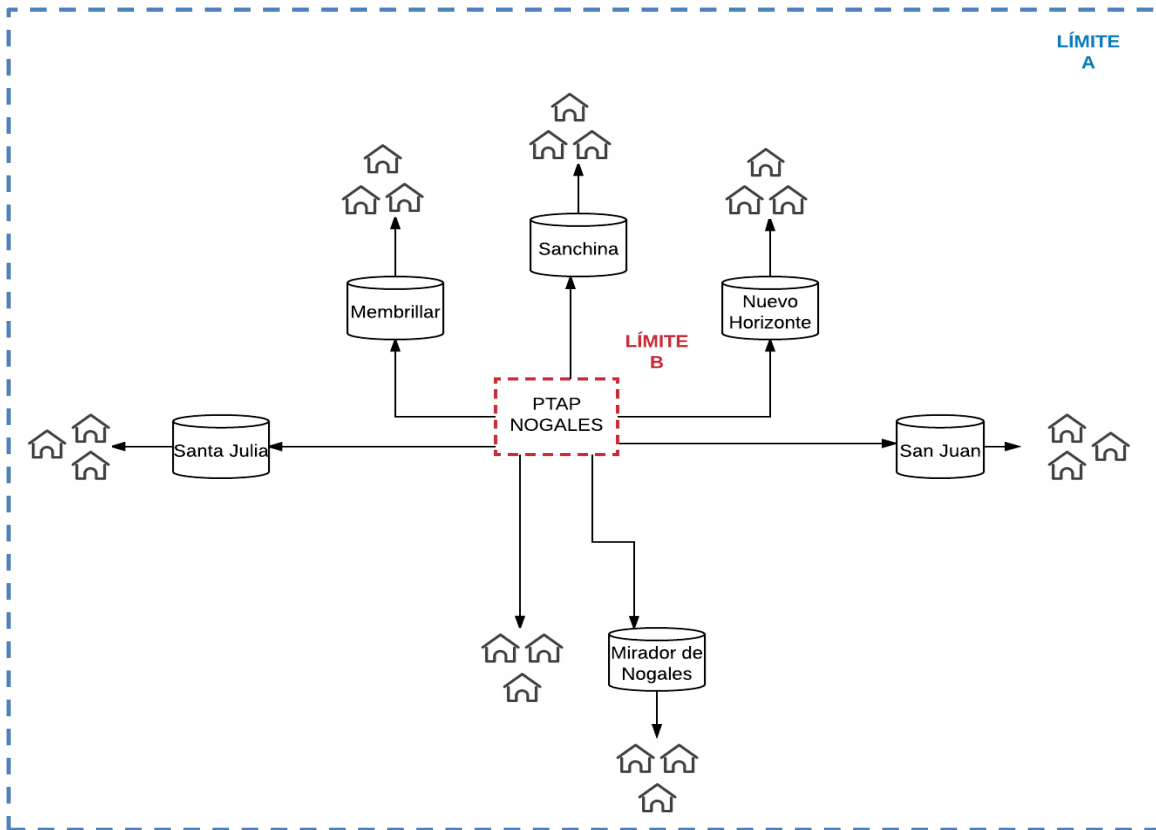 LÍMITE
A
Sanchina
Membrillar
Nuevo
Horizonte
LÍMITE
B
PTAP
NOGALES
Santa Julia
San Juan
Mirador de
Nogales